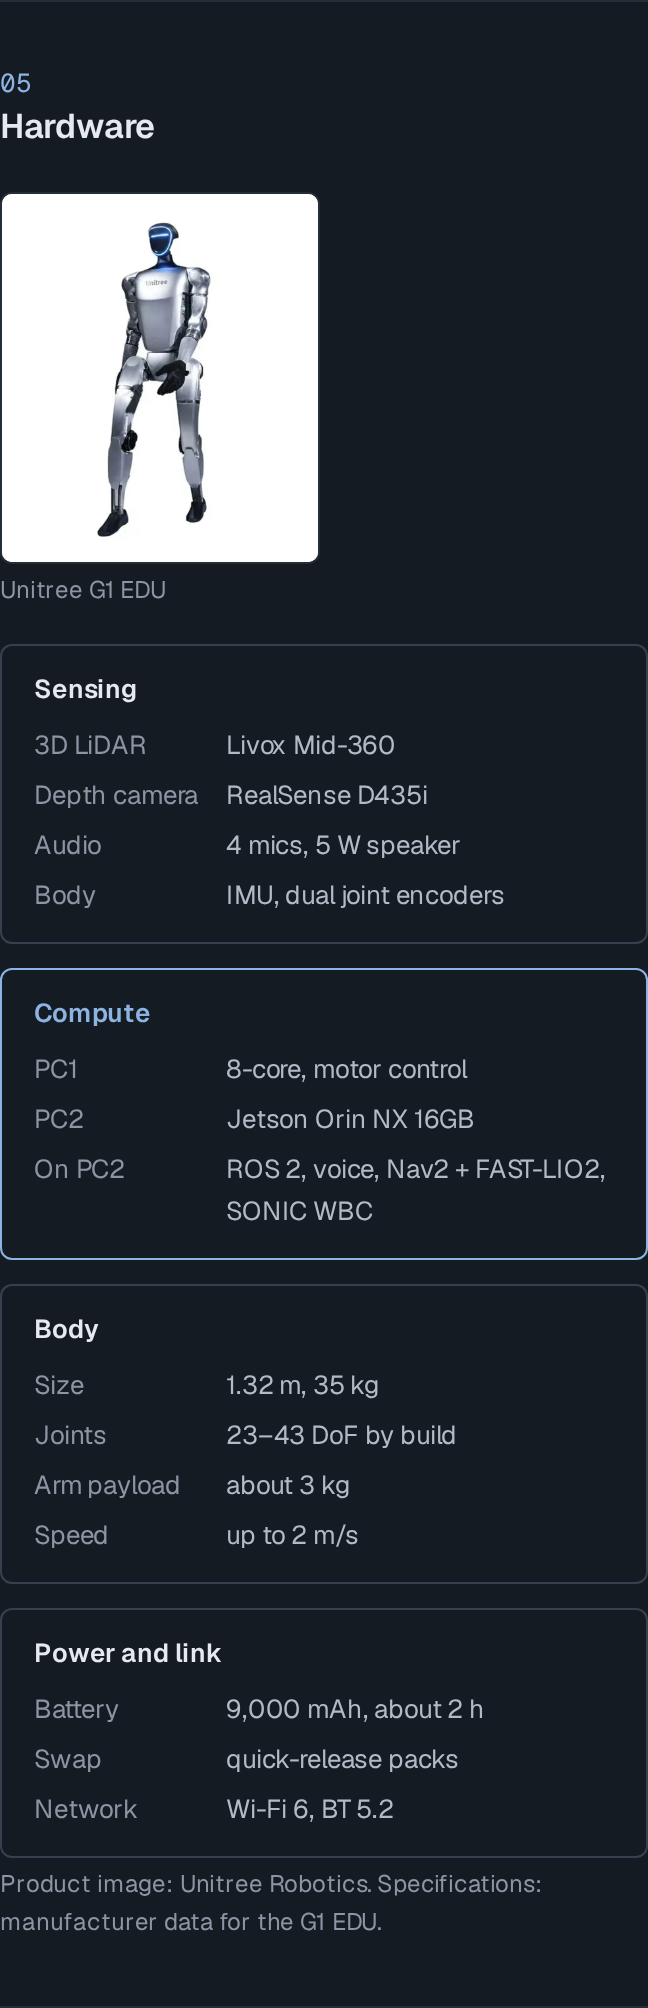 05
Hardware
Unitree
Unitree G1 EDU
Sensing
3D LiDAR Livox Mid-360
Depth camera RealSense D435i
Audio 4 mics, 5 W speaker
Body IMU, dual joint encoders
Compute
PC1 8-core, motor control
PC2 Jetson Orin NX 16GB
On PC2 ROS 2, voice, Nav2 + FAST-LIO2,
SONIC WBC
Body
Size 1.32 m, 35 kg
Joints 23–43 DoF by build
Arm payload about 3 kg
Speed up to 2 m/s
Power and link
Battery 9,000 mAh, about 2 h
Swap quick-release packs
Network Wi-Fi 6, BT 5.2
Product image: Unitree Robotics. Specifications:
manufacturer data for the G1 EDU.